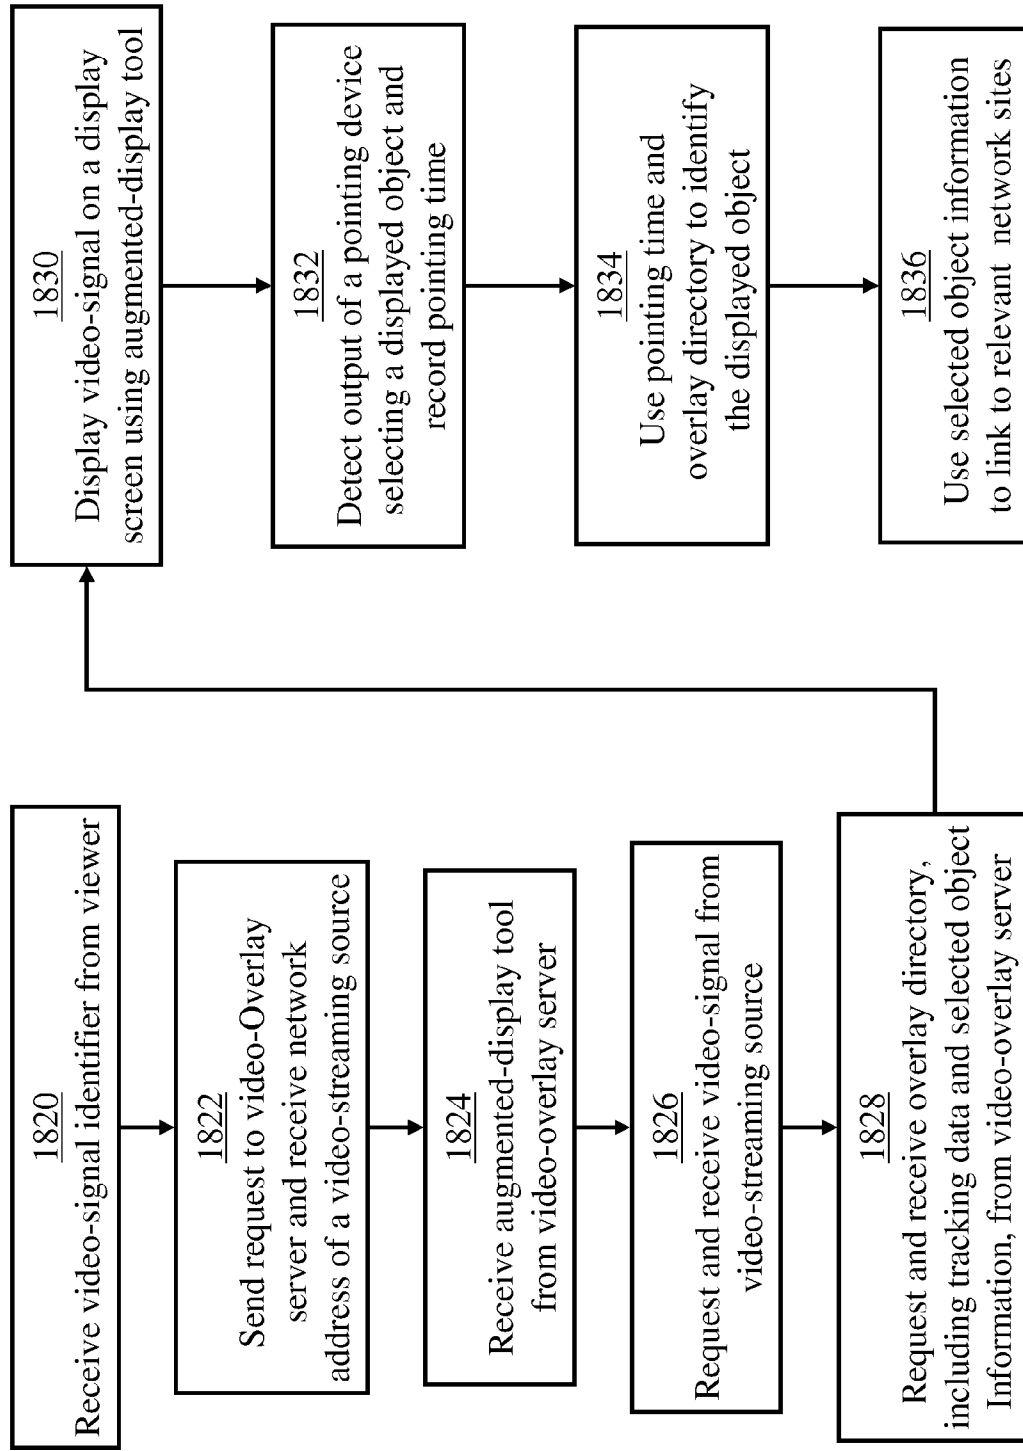 1820
Receive video-signal identifier from viewer
1822
Send request to video-Overlay
server and receive network
address of a video-streaming source
1824
Receive augmented-display tool
from video-overlay server
1826
Request and receive video-signal from
video-streaming source
1828
Request and receive overlay directory,
including tracking data and selected object
Information, from video-overlay server
1830
Display video-signal on a display
screen using augmented-display tool
1832
Detect output of a pointing device
selecting a displayed object and
record pointing time
1834
Use pointing time and
overlay directory to identify
the displayed object
1836
Use selected object information
to link to relevant network sites